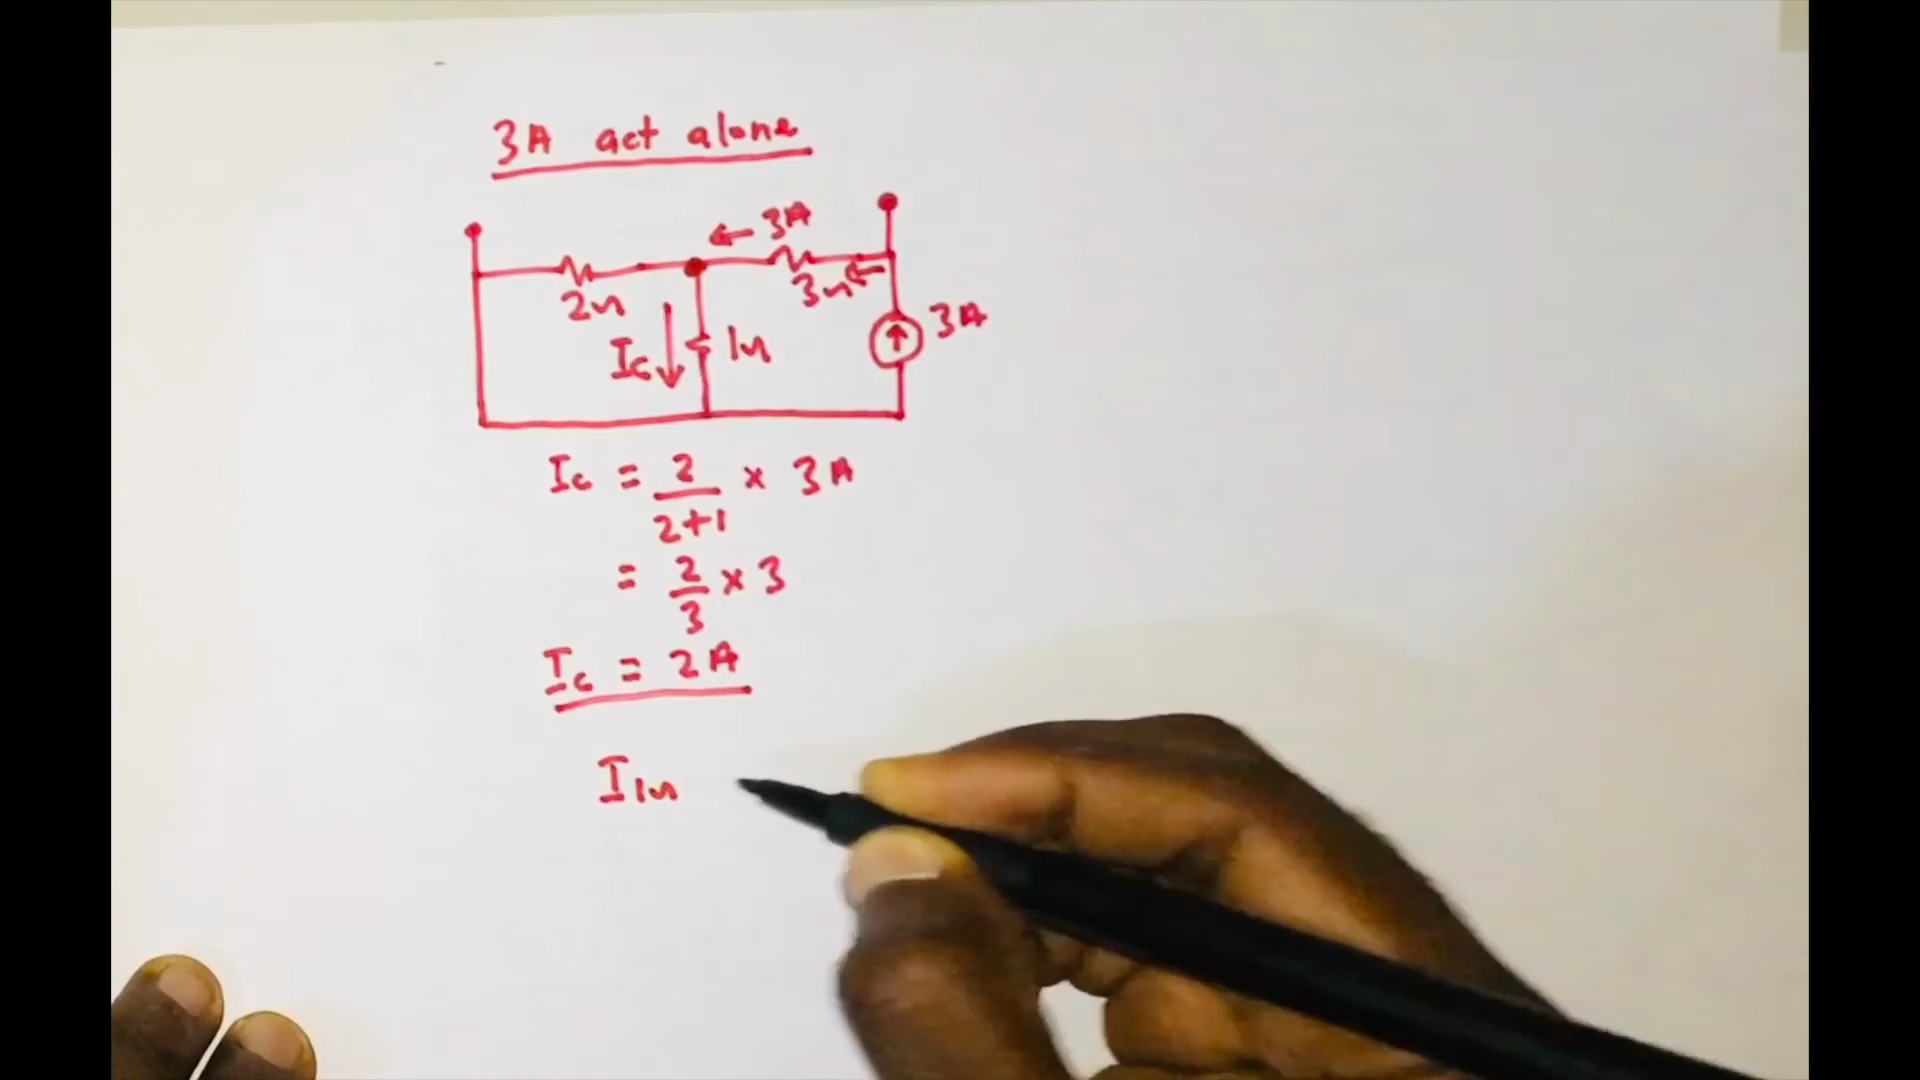 3A act alone
← 3A
2Ω
3Ω
3A
Ic
1Ω
Ic = 2/2+1 × 3A
= 2/3 × 3
Ic = 2A
I1Ω